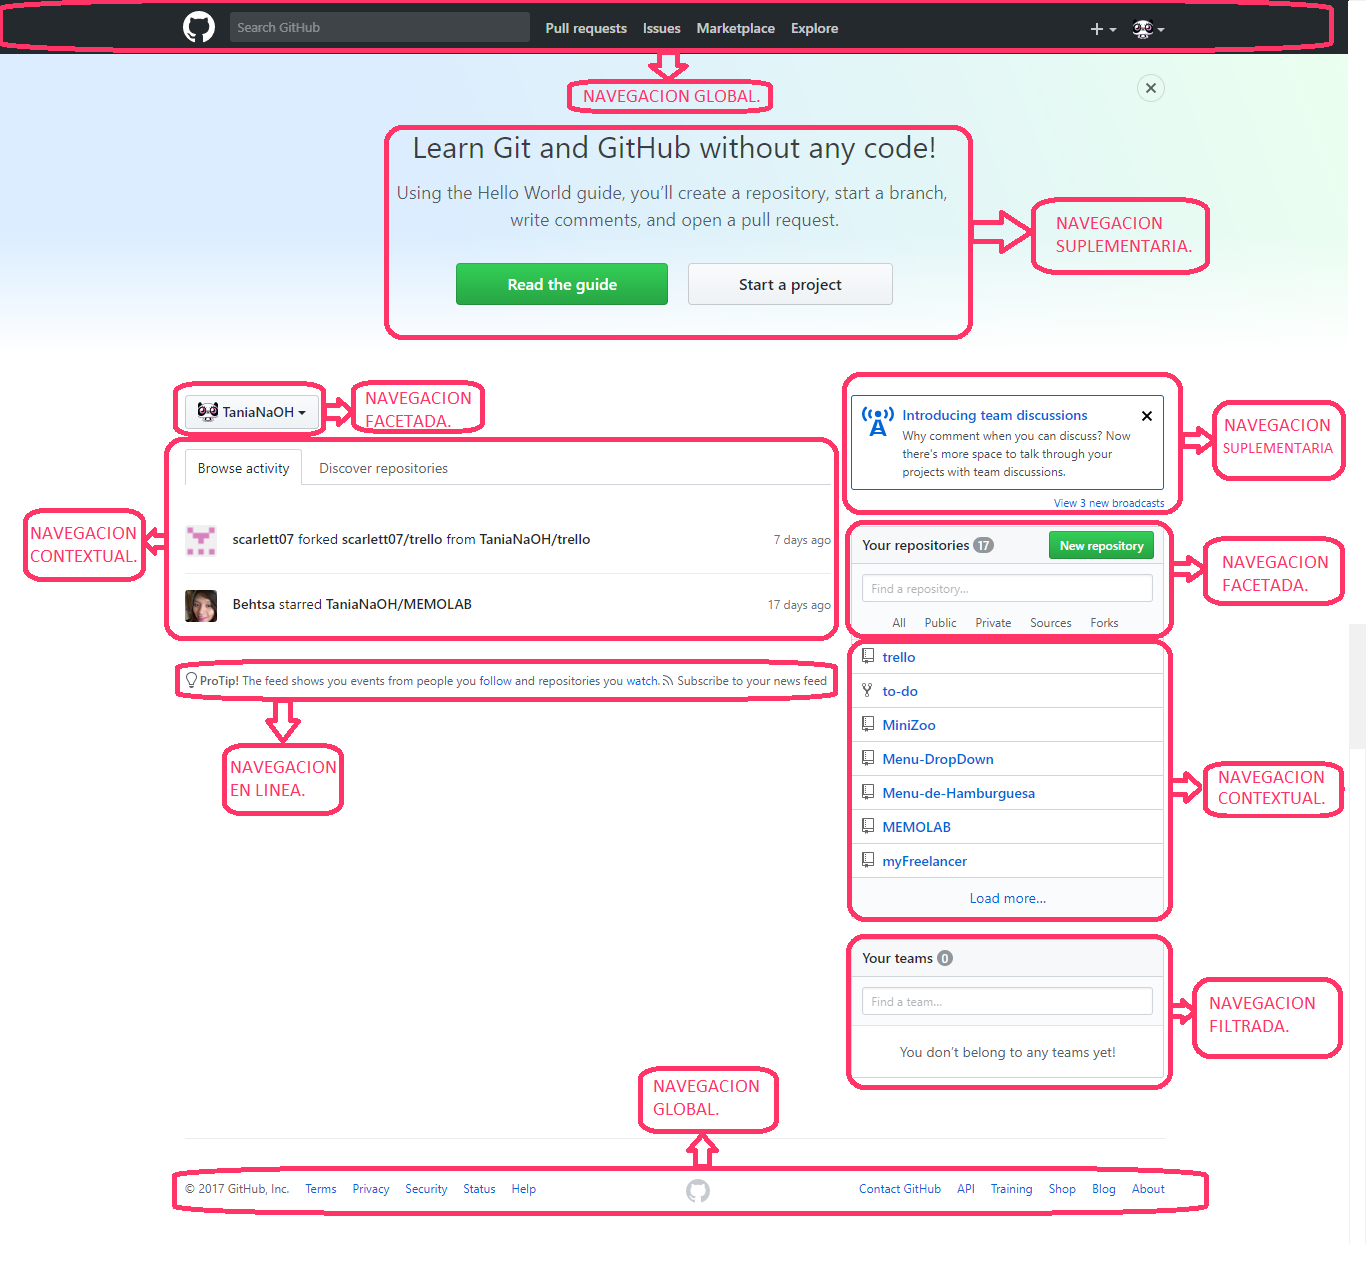 Search GitHub
Pull requests Issues Marketplace Explore
NAVEGACION GLOBAL.
Learn Git and GitHub without any code!
Using the Hello World guide, you’ll create a repository, start a branch,
write comments, and open a pull request.
Read the guide
Start a project
NAVEGACION
SUPLEMENTARIA.
TaniaNaOH
NAVEGACION
FACETADA.
Browse activity
Discover repositories
scarlett07 forked scarlett07/trello from TaniaNaOH/trello
7 days ago
Behtsa starred TaniaNaOH/MEMOLAB
17 days ago
NAVEGACION
CONTEXTUAL.
ProTip! The feed shows you events from people you follow and repositories you watch. Subscribe to your news feed
NAVEGACION
EN LINEA.
Introducing team discussions
Why comment when you can discuss? Now
there's more space to talk through your
projects with team discussions.
View 3 new broadcasts
NAVEGACION
SUPLEMENTARIA
Your repositories 17
New repository
Find a repository...
All Public Private Sources Forks
NAVEGACION
FACETADA.
trello
to-do
MiniZoo
Menu-DropDown
Menu-de-Hamburguesa
MEMOLAB
myFreelancer
Load more...
NAVEGACION
CONTEXTUAL.
Your teams 0
Find a team...
You don’t belong to any teams yet!
NAVEGACION
FILTRADA.
NAVEGACION
GLOBAL.
© 2017 GitHub, Inc. Terms Privacy Security Status Help
Contact GitHub API Training Shop Blog About